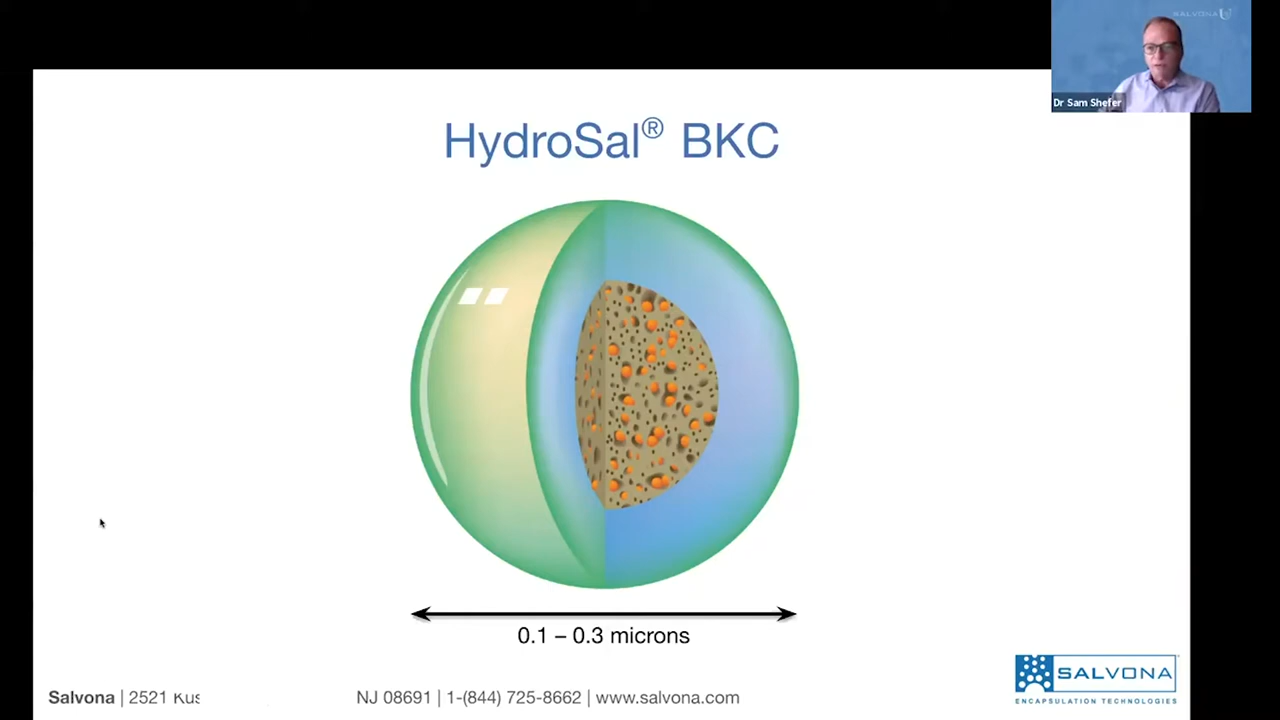 SALVONA U
Dr Sam Shefer
HydroSal® BKC
0.1 – 0.3 microns
Salvona | 2521 Kus
NJ 08691 | 1-(844) 725-8662 | www.salvona.com
SALVONA
ENCAPSULATION TECHNOLOGIES